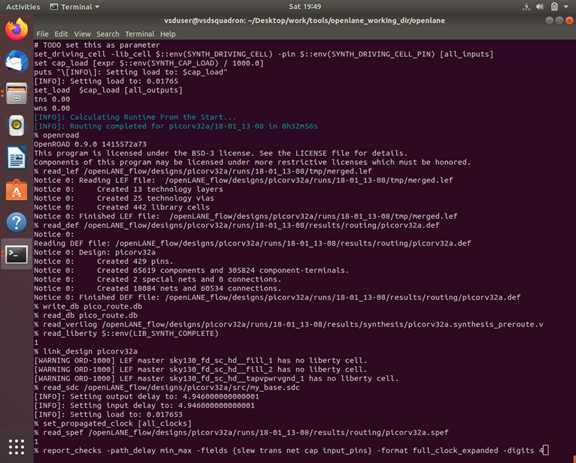 Activities
Terminal
Sat 19:49
vsduser@vsdsquadron: ~/Desktop/work/tools/openlane_working_dir/openlane
File Edit View Search Terminal Help
# TODO set this as parameter
set_driving_cell -lib_cell $::env(SYNTH_DRIVING_CELL) -pin $::env(SYNTH_DRIVING_CELL_PIN) [all_inputs]
set cap_load [expr $::env(SYNTH_CAP_LOAD) / 1000.0]
puts "\[INFO\]: Setting load to: $cap_load"
[INFO]: Setting load to: 0.01765
set_load  $cap_load [all_outputs]
tns 0.00
wns 0.00
[INFO]: Calculating Runtime From the Start...
[INFO]: Routing completed for picorv32a/18-01_13-08 in 0h32m56s
% openroad
OpenROAD 0.9.0 1415572a73
This program is licensed under the BSD-3 license. See the LICENSE file for details.
Components of this program may be licensed under more restrictive licenses which must be honored.
% read_lef /openLANE_flow/designs/picorv32a/runs/18-01_13-08/tmp/merged.lef
Notice 0: Reading LEF file:  /openLANE_flow/designs/picorv32a/runs/18-01_13-08/tmp/merged.lef
Notice 0:     Created 13 technology layers
Notice 0:     Created 25 technology vias
Notice 0:     Created 442 library cells
Notice 0: Finished LEF file:  /openLANE_flow/designs/picorv32a/runs/18-01_13-08/tmp/merged.lef
% read_def /openLANE_flow/designs/picorv32a/runs/18-01_13-08/results/routing/picorv32a.def
Notice 0:
Reading DEF file: /openLANE_flow/designs/picorv32a/runs/18-01_13-08/results/routing/picorv32a.def
Notice 0: Design: picorv32a
Notice 0:     Created 429 pins.
Notice 0:     Created 65619 components and 305824 component-terminals.
Notice 0:     Created 2 special nets and 0 connections.
Notice 0:     Created 18084 nets and 60534 connections.
Notice 0: Finished DEF file: /openLANE_flow/designs/picorv32a/runs/18-01_13-08/results/routing/picorv32a.def
% write_db pico_route.db
% read_db pico_route.db
% read_verilog /openLANE_flow/designs/picorv32a/runs/18-01_13-08/results/synthesis/picorv32a.synthesis_preroute.v
% read_liberty $::env(LIB_SYNTH_COMPLETE)
1
% link_design picorv32a
[WARNING ORD-1000] LEF master sky130_fd_sc_hd__fill_1 has no liberty cell.
[WARNING ORD-1000] LEF master sky130_fd_sc_hd__fill_2 has no liberty cell.
[WARNING ORD-1000] LEF master sky130_fd_sc_hd__tapvpwrvgnd_1 has no liberty cell.
% read_sdc /openLANE_flow/designs/picorv32a/src/my_base.sdc
[INFO]: Setting output delay to: 4.946000000000001
[INFO]: Setting input delay to: 4.946000000000001
[INFO]: Setting load to: 0.017653
% set_propagated_clock [all_clocks]
% read_spef /openLANE_flow/designs/picorv32a/runs/18-01_13-08/results/routing/picorv32a.spef
1
% report_checks -path_delay min_max -fields {slew trans net cap input_pins} -format full_clock_expanded -digits 4